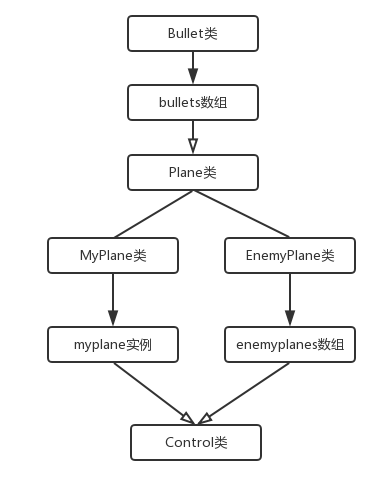 Bullet类
bullets数组
Plane类
MyPlane类
EnemyPlane类
myplane实例
enemyplanes数组
Control类